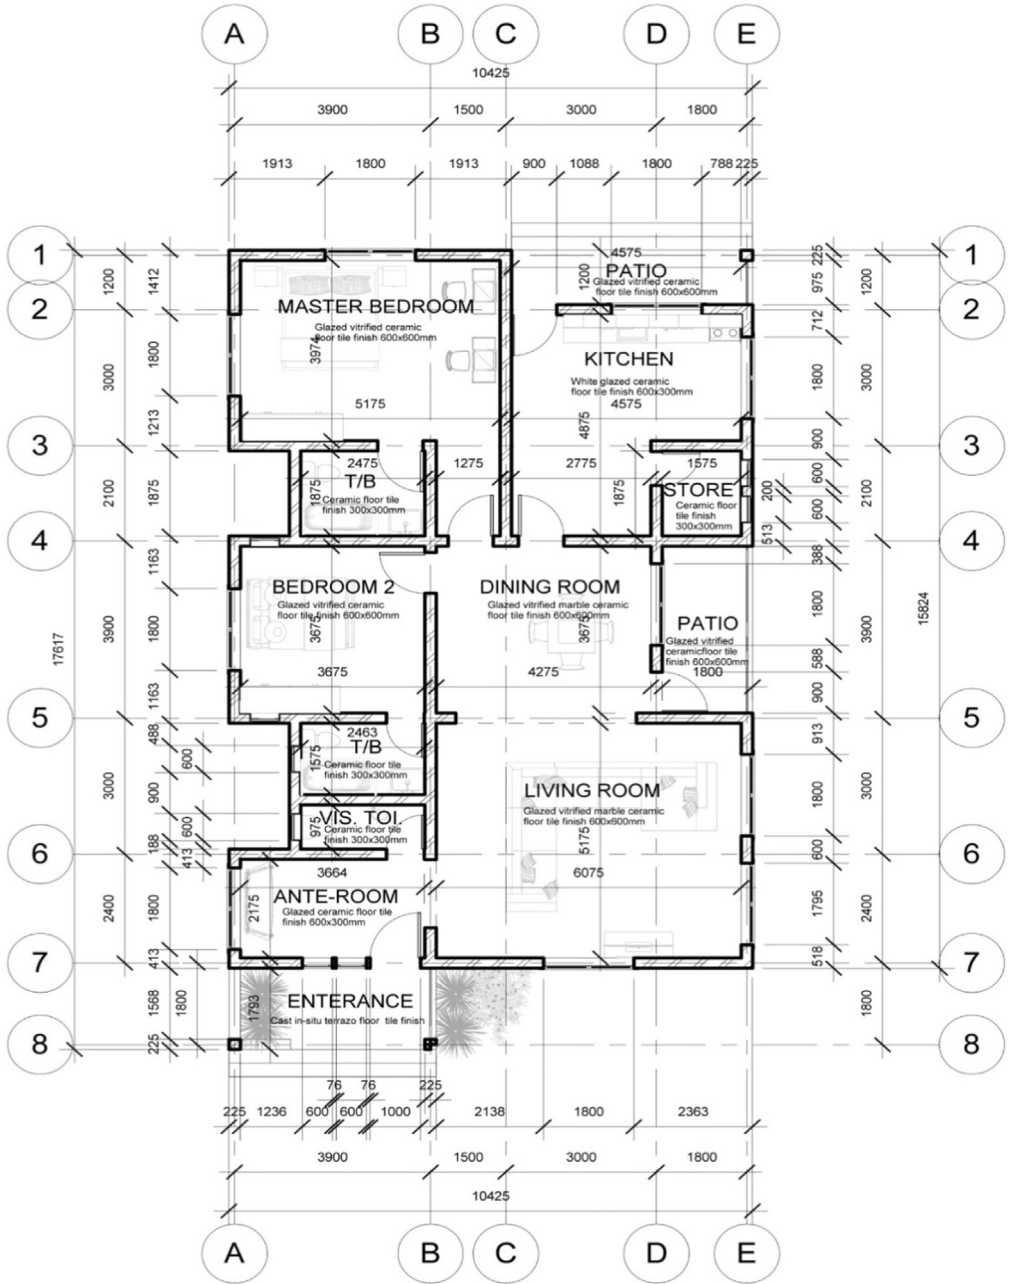 A B C D E
10425
3900 1500 3000 1800
1913 1800 1913 900 1088 1800 788 225
1 1
2 2
3 3
4 4
5 5
6 6
7 7
8 8
17617
1200
3000
2100
3900
3000
2400
1412
1800
1213
1875
1163
1800
1163
488
600
900
600
188
413
1800
413
1568
1800
225
4575
PATIO
Glazed vitrified ceramic
floor tile finish 600x600mm
1200
MASTER BEDROOM
Glazed vitrified ceramic
floor tile finish 600x600mm
3974
5175
KITCHEN
White glazed ceramic
floor tile finish 600x300mm
4575
4875
2475
T/B
Ceramic floor tile
finish 300x300mm
1875
1275
2775
1875
1575
STORE
Ceramic floor
tile finish
300x300mm
BEDROOM 2
Glazed vitrified ceramic
floor tile finish 600x600mm
3675
3675
DINING ROOM
Glazed vitrified marble ceramic
floor tile finish 600x600mm
3675
4275
PATIO
Glazed vitrified
ceramicfloor tile
finish 600x600mm
1800
2463
T/B
Ceramic floor tile
finish 300x300mm
1575
VIS. TOI.
Ceramic floor tile
finish 300x300mm
975
LIVING ROOM
Glazed vitrified marble ceramic
floor tile finish 600x600mm
5175
6075
3664
ANTE-ROOM
Glazed ceramic floor tile
finish 600x300mm
2175
ENTERANCE
Cast in-situ terrazo floor tile finish
1793
225
975
712
1800
900
600
200
600
513
388
1800
588
900
913
1800
600
1795
518
1200
3000
2100
3900
3000
2400
1800
15824
76 76 225
225 1236 600 600 1000 2138 1800 2363
3900 1500 3000 1800
10425
A B C D E